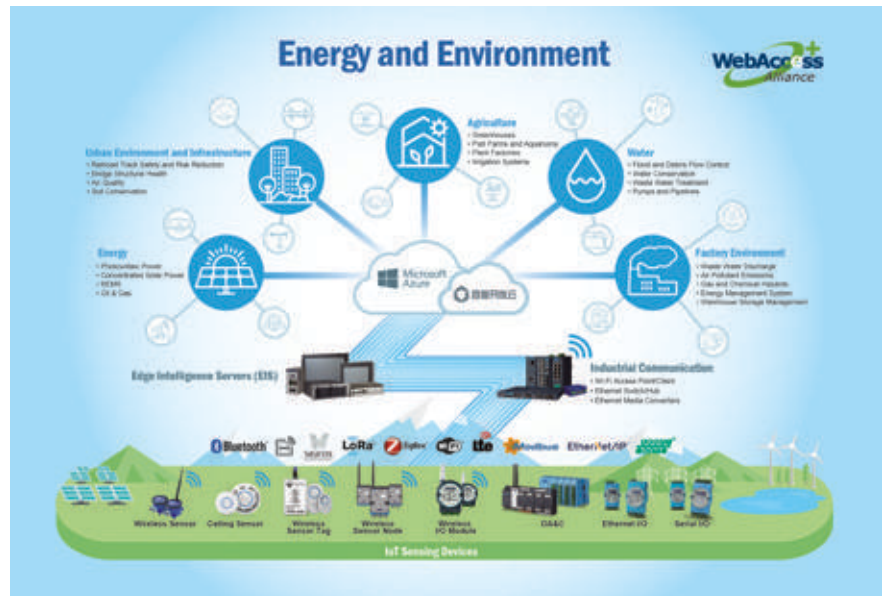 Energy and Environment
WebAccess+
Alliance
Agriculture
• Greenhouses
• Fish Farms and Aquariums
• Plant Factories
• Irrigation Systems
Urban Environment and Infrastructure
• Railroad Track Safety and Risk Reduction
• Bridge Structural Health
• Air Quality
• Soil Conservation
Water
• Flood and Debris Flow Control
• Water Conservation
• Waste Water Treatment
• Pumps and Pipelines
Energy
• Photovoltaic Power
• Concentrated Solar Power
• Oil & Gas
Microsoft
Azure
Factory Environment
• Waste Water Discharge
• Air Pollutant Emissions
• Gas and Chemical Hazards
• Energy Management System
• Warehouse Storage Management
Edge Intelligence Servers (EIS)
Industrial Communication
• Wi-Fi Access Point/Client
• Ethernet Switch/Hub
• Ethernet Media Converters
Bluetooth
LoRa
ZigBee
WiFi
lte
Modbus
EtherNet/IP
Wireless Sensor
Ceiling Sensor
Wireless
Sensor Tag
Wireless
Sensor Node
Wireless
I/O Module
DA&C
Ethernet I/O
Serial I/O
IoT Sensing Devices